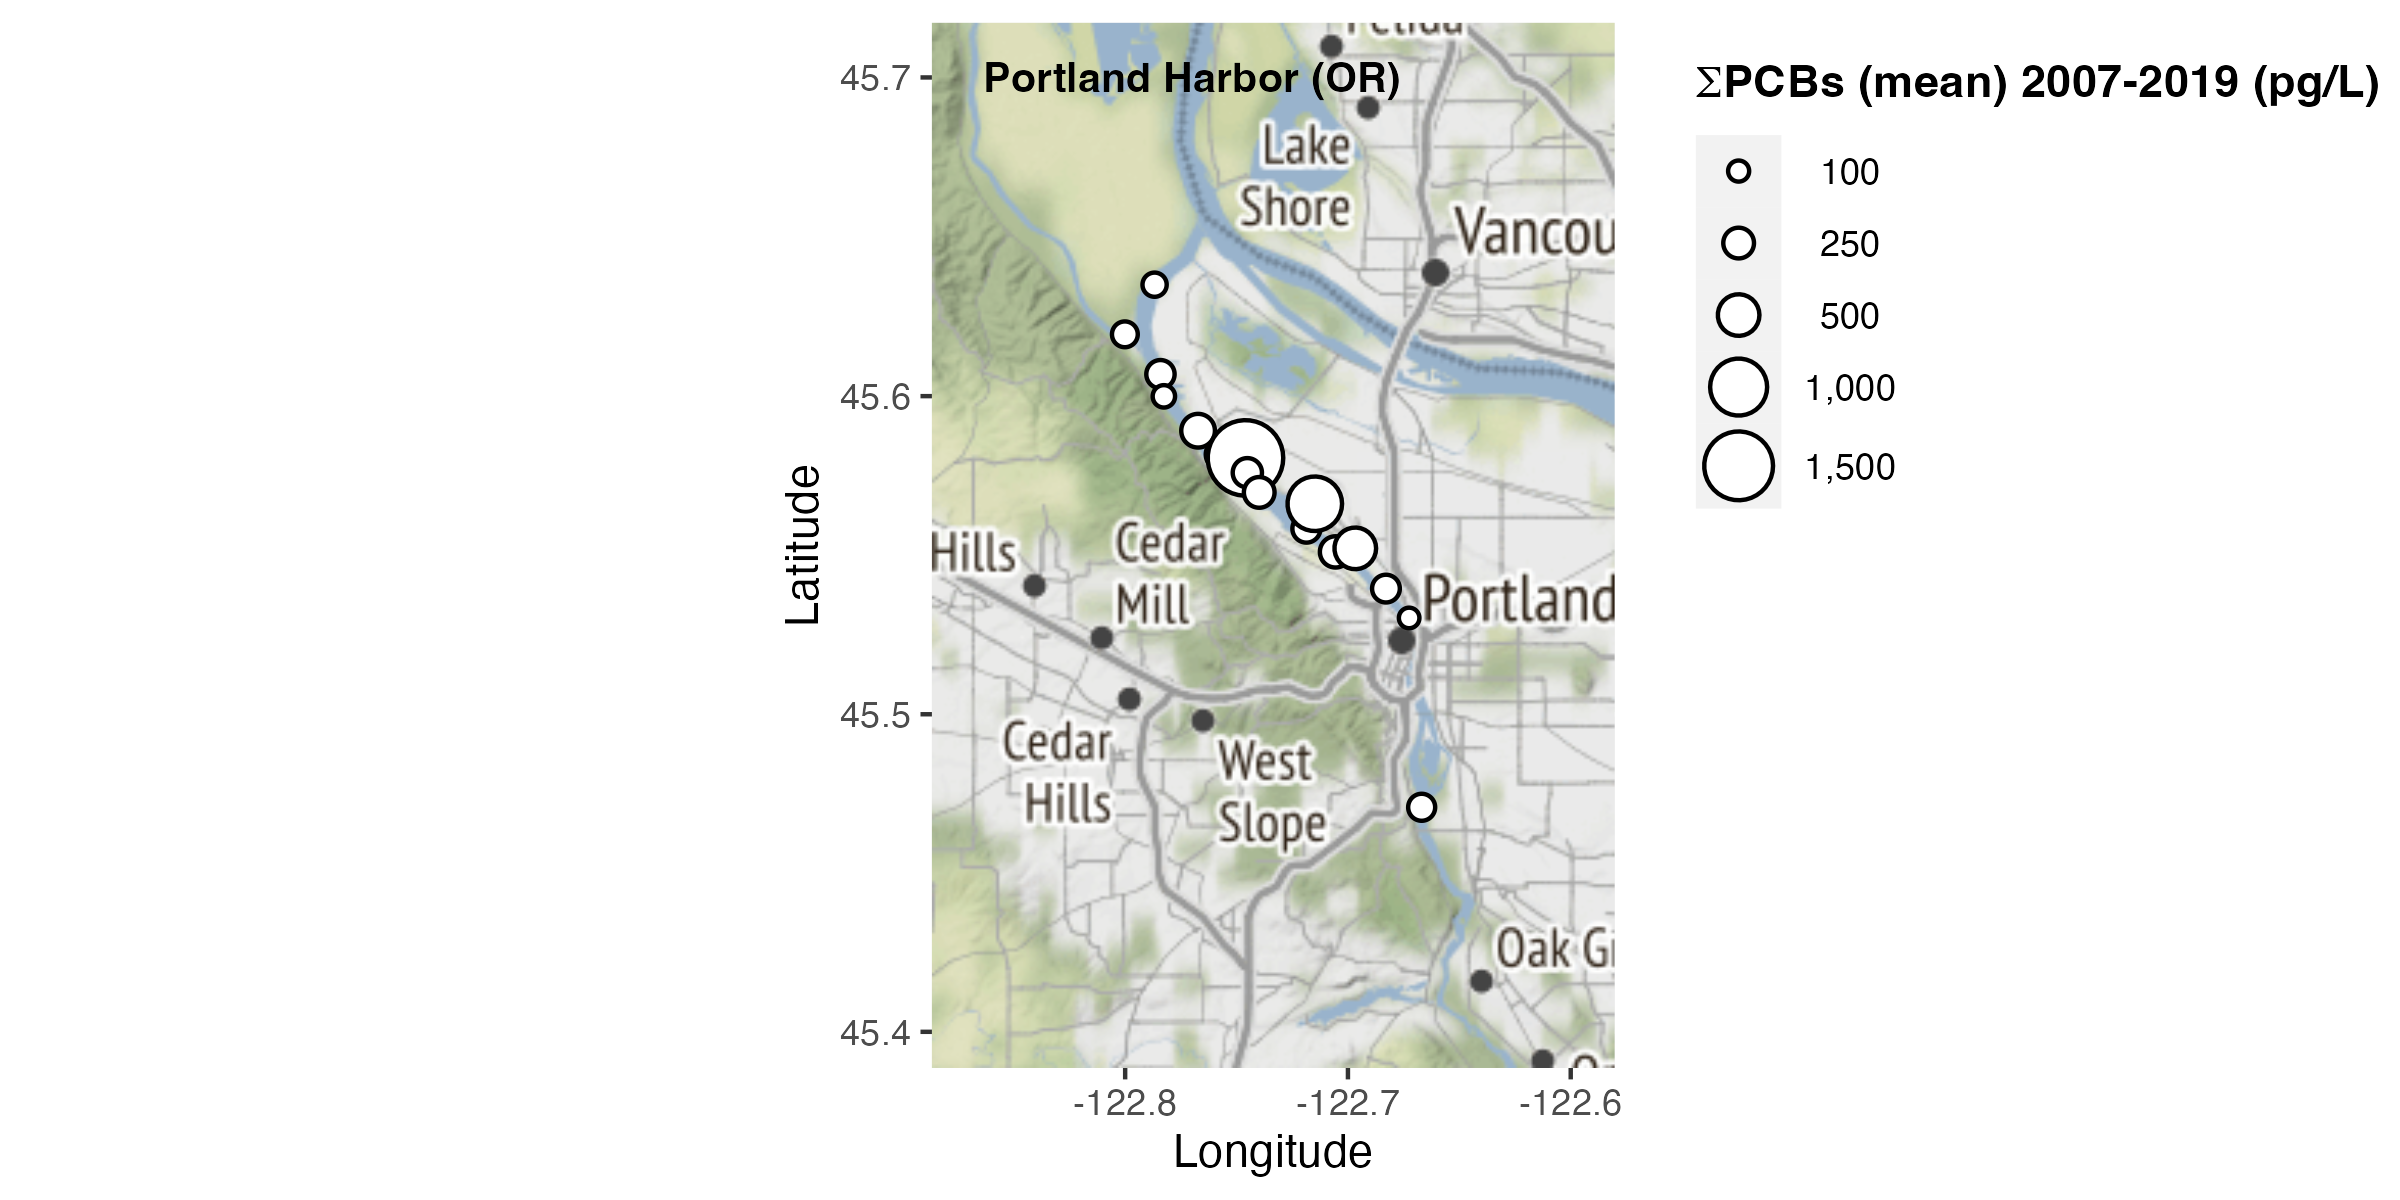 Portland Harbor (OR)
Lake
Shore
Vancou
Hills
Cedar
Mill
Portland
Cedar
Hills
West
Slope
Oak G
45.7
45.6
45.5
45.4
Latitude
-122.8
-122.7
-122.6
Longitude
ΣPCBs (mean) 2007-2019 (pg/L)
100
250
500
1,000
1,500